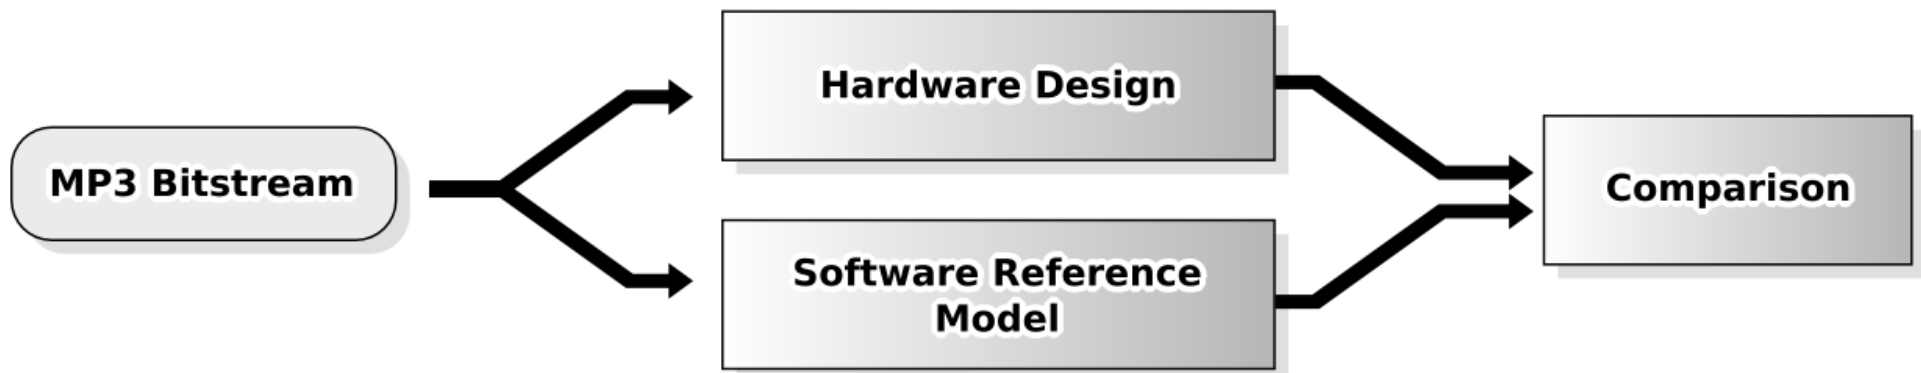 MP3 Bitstream
Hardware Design
Software Reference
Model
Comparison